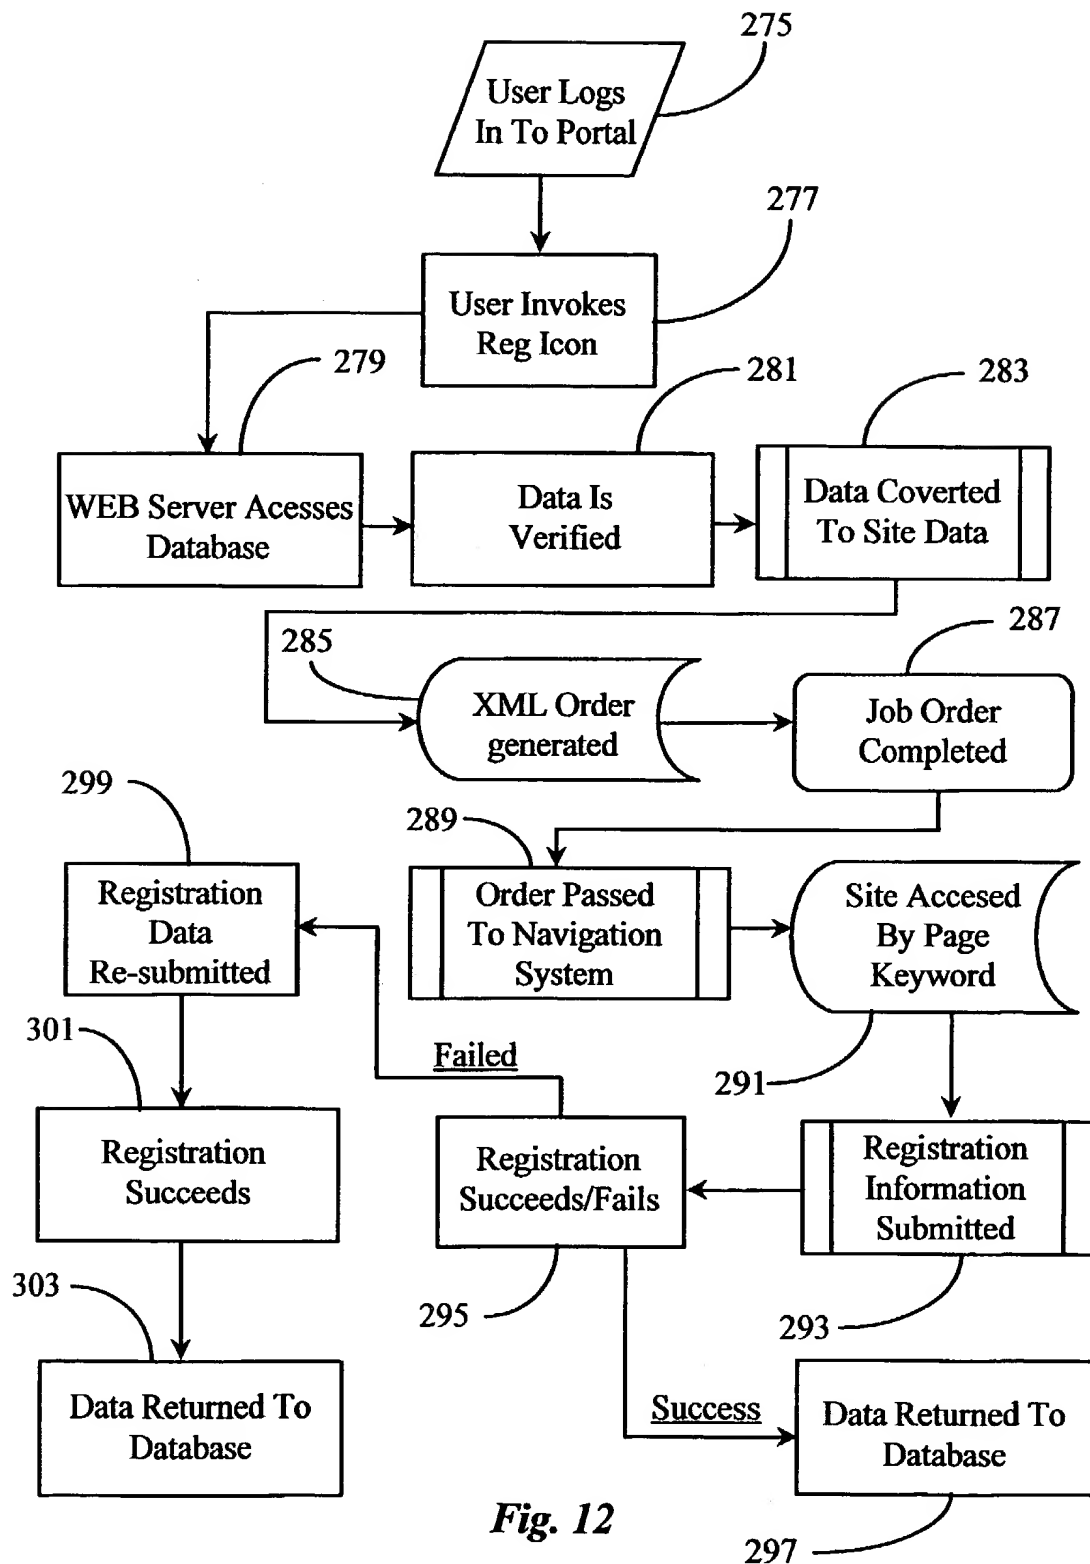 275
User Logs
In To Portal
277
User Invokes
Reg Icon
279
WEB Server Acesses
Database
281
Data Is
Verified
283
Data Coverted
To Site Data
285
XML Order
generated
287
Job Order
Completed
289
Order Passed
To Navigation
System
Site Accesed
By Page
Keyword
291
Registration
Information
Submitted
293
Registration
Succeeds/Fails
295
Failed
299
Registration
Data
Re-submitted
301
Registration
Succeeds
303
Data Returned To
Database
Success
Data Returned To
Database
297
Fig. 12